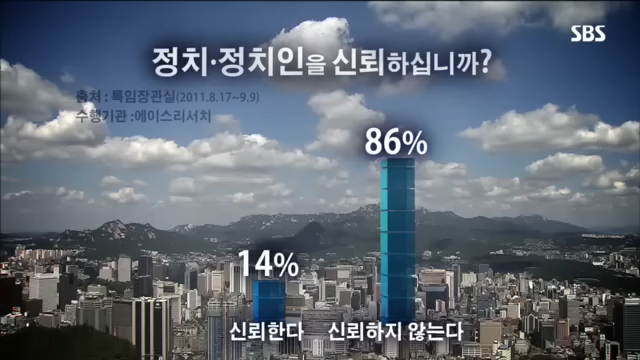 SBS
정치·정치인을 신뢰하십니까?
출처 : 특임장관실(2011.8.17~9.9)
수행기관 :에이스리서치
86%
14%
신뢰한다
신뢰하지 않는다